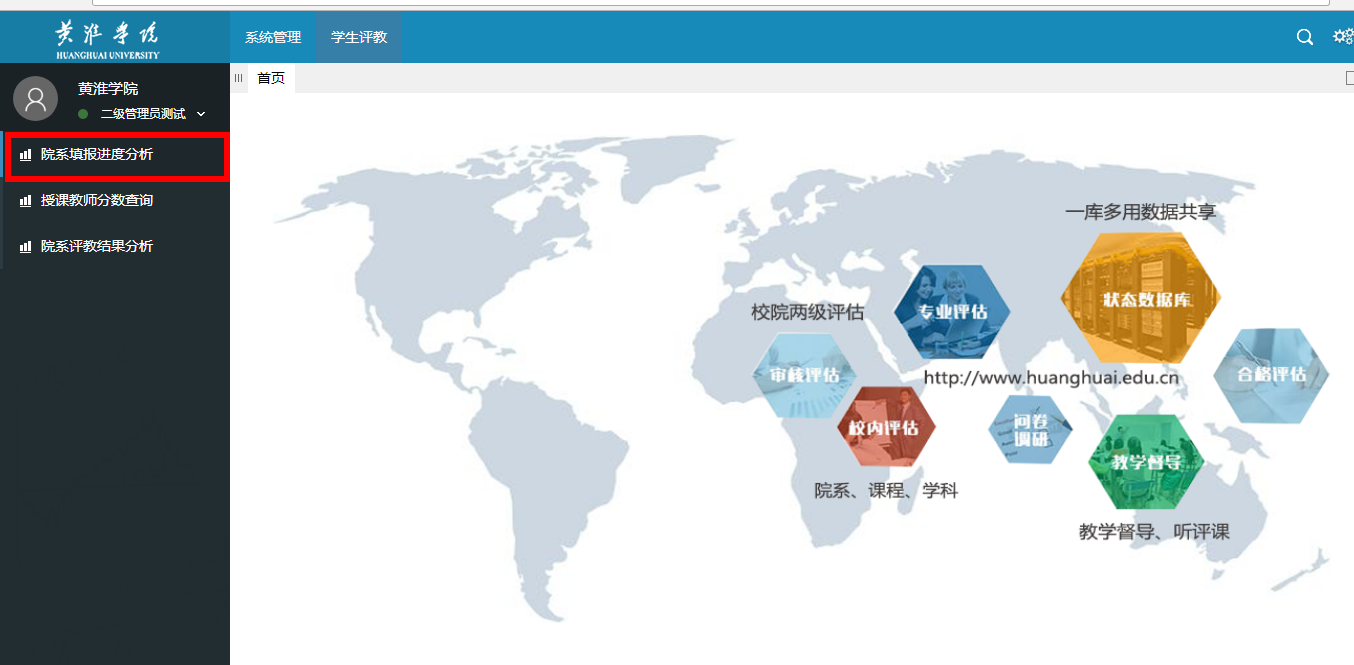 黄淮学院
HUANGHUAI UNIVERSITY
系统管理
学生评教
黄淮学院
二级管理员测试
首页
院系填报进度分析
授课教师分数查询
院系评教结果分析
一库多用数据共享
状态数据库
校院两级评估
专业评估
审核评估
http://www.huanghuai.edu.cn
合格评估
校内评估
问卷
调研
教学督导
院系、课程、学科
教学督导、听评课